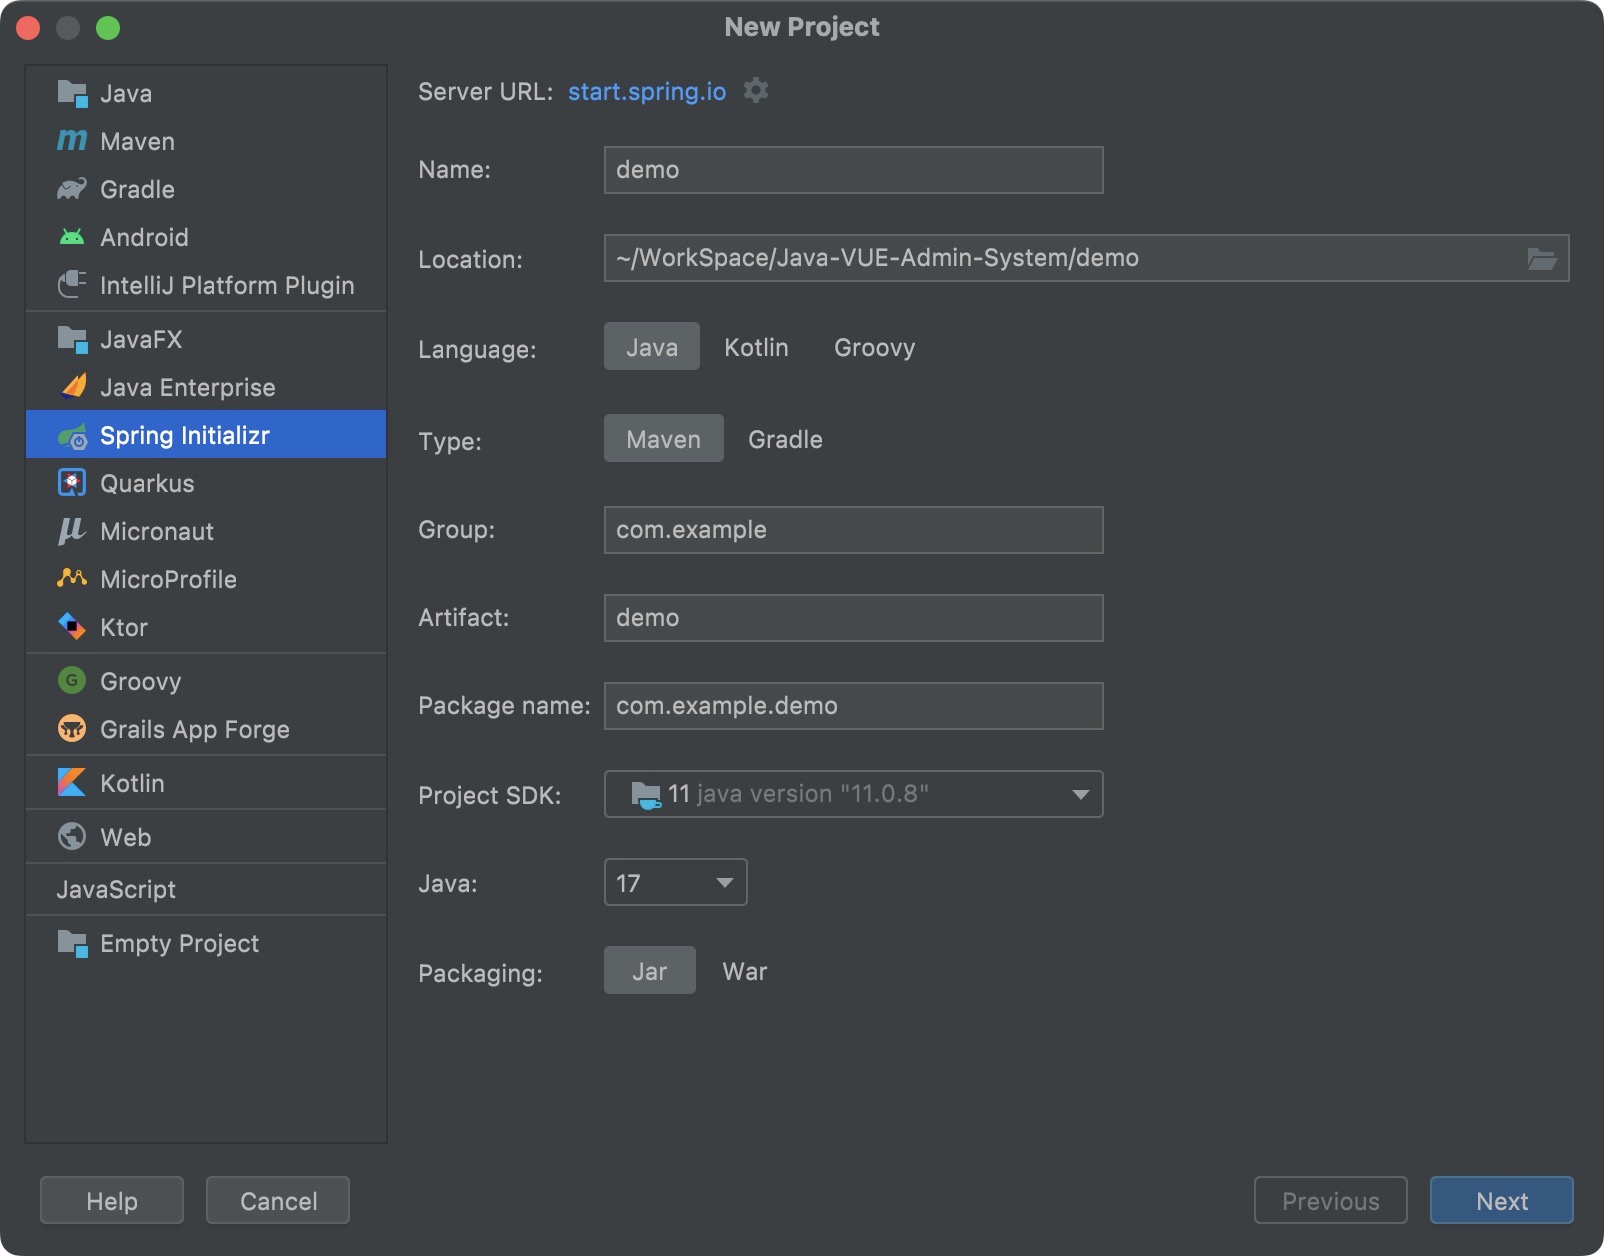 New Project
Java
Maven
Gradle
Android
IntelliJ Platform Plugin
JavaFX
Java Enterprise
Spring Initializr
Quarkus
Micronaut
MicroProfile
Ktor
Groovy
Grails App Forge
Kotlin
Web
JavaScript
Empty Project
Server URL: start.spring.io
Name: demo
Location: ~/WorkSpace/Java-VUE-Admin-System/demo
Language: Java Kotlin Groovy
Type: Maven Gradle
Group: com.example
Artifact: demo
Package name: com.example.demo
Project SDK: 11 java version "11.0.8"
Java: 17
Packaging: Jar War
Help Cancel Previous Next